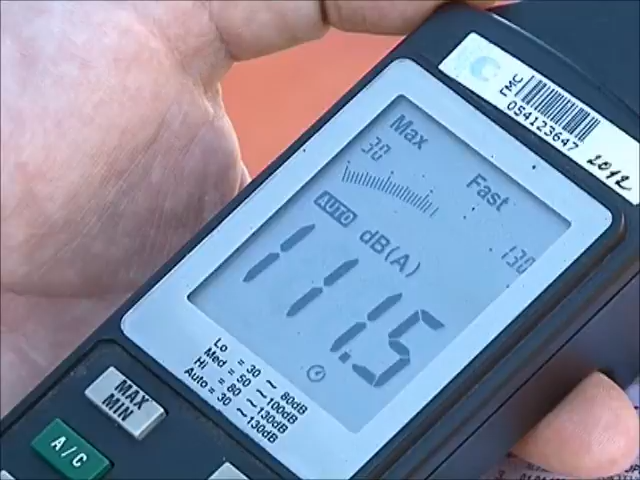 FMC
054123647
2012
Max
30
Fast
AUTO
dB(A)
130
111.5
Lo = 30 ~ 80dB
Med = 50 ~ 100dB
Hi = 80 ~ 130dB
Auto = 30 ~ 130dB
MAX
MIN
A/C